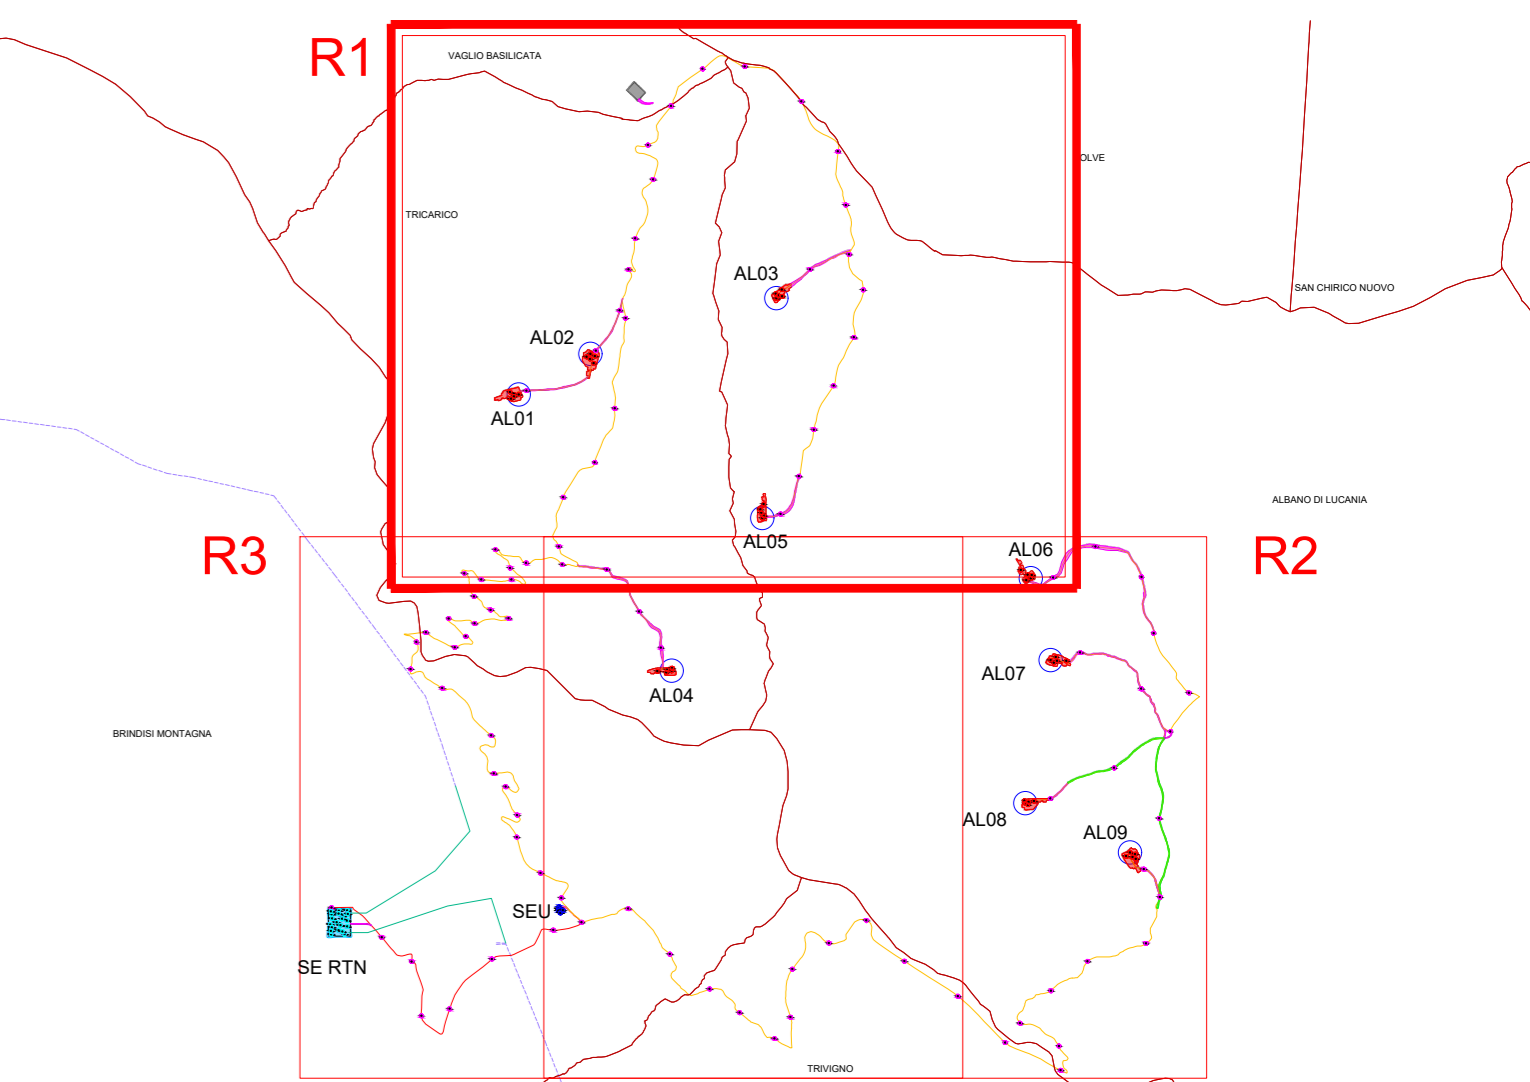 R1
VAGLIO BASILICATA
OLVE
TRICARICO
AL03
SAN CHIRICO NUOVO
AL02
AL01
ALBANO DI LUCANIA
R3
AL05
AL06
R2
AL07
AL04
BRINDISI MONTAGNA
AL08
AL09
SEU
SE RTN
TRIVIGNO